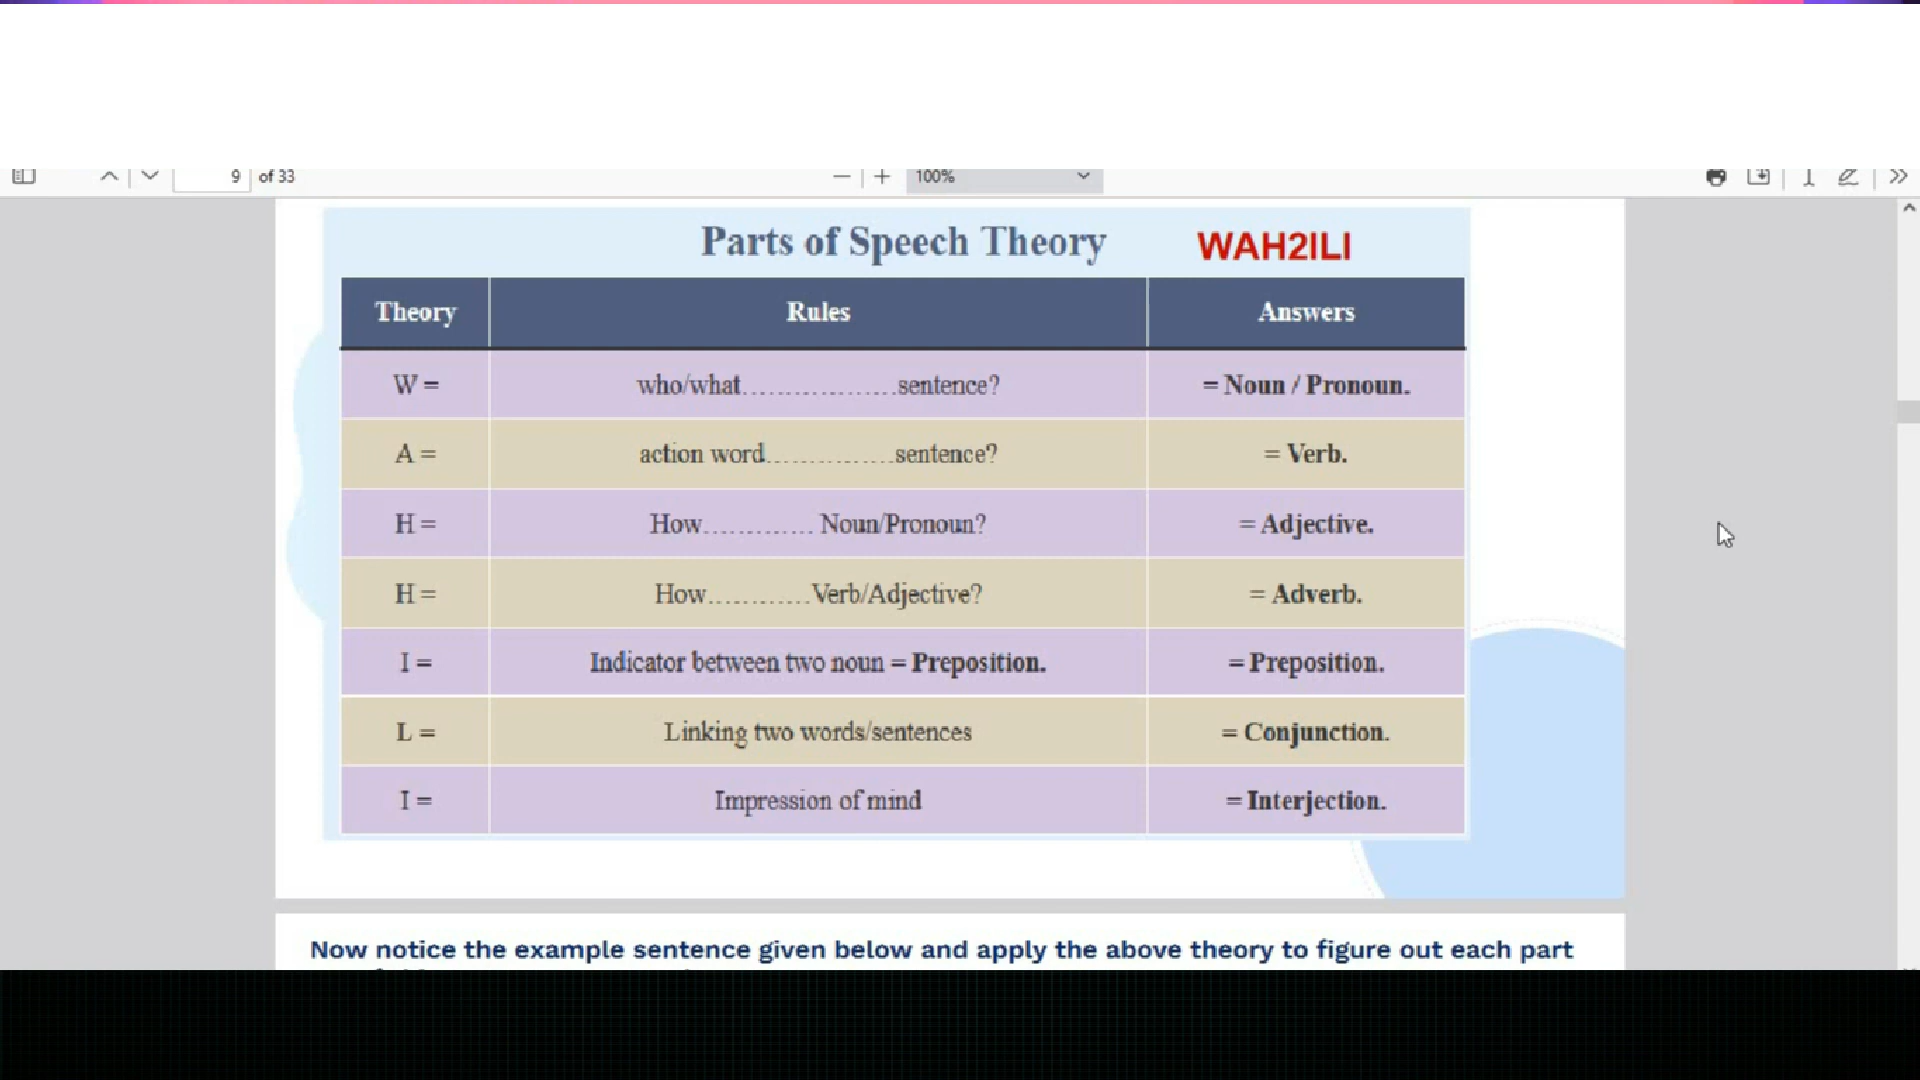 9 of 33
100%
Parts of Speech Theory WAH2ILI
Theory Rules Answers
W = who/what..................sentence? = Noun / Pronoun.
A = action word...............sentence? = Verb.
H = How............. Noun/Pronoun? = Adjective.
H = How............Verb/Adjective? = Adverb.
I = Indicator between two noun = Preposition. = Preposition.
L = Linking two words/sentences = Conjunction.
I = Impression of mind = Interjection.
Now notice the example sentence given below and apply the above theory to figure out each part